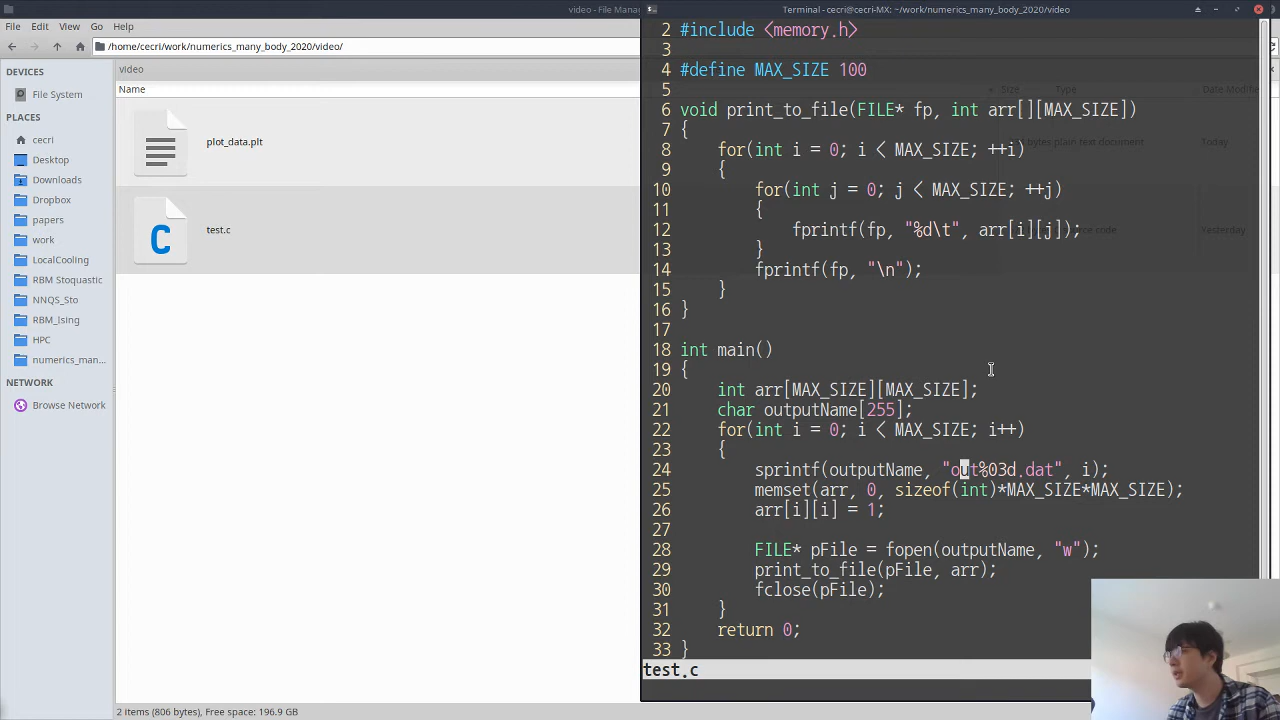 video - File Mana
File Edit View Go Help
/home/cecri/work/numerics_many_body_2020/video/
DEVICES
File System
PLACES
cecri
Desktop
Downloads
Dropbox
papers
work
LocalCooling
RBM Stoquastic
NNQS_Sto
RBM_Ising
HPC
numerics_man...
NETWORK
Browse Network
video
Name
plot_data.plt
test.c
2 items (806 bytes), Free space: 196.9 GB
Terminal - cecri@cecri-MX: ~/work/numerics_many_body_2020/video
Size Type Date Modifie
bytes plain text document Today
code Yesterday
2 #include <memory.h>
3
4 #define MAX_SIZE 100
5
6 void print_to_file(FILE* fp, int arr[][MAX_SIZE])
7 {
8 for(int i = 0; i < MAX_SIZE; ++i)
9 {
10 for(int j = 0; j < MAX_SIZE; ++j)
11 {
12 fprintf(fp, "%d\t", arr[i][j]);
13 }
14 fprintf(fp, "\n");
15 }
16 }
17
18 int main()
19 {
20 int arr[MAX_SIZE][MAX_SIZE];
21 char outputName[255];
22 for(int i = 0; i < MAX_SIZE; i++)
23 {
24 sprintf(outputName, "out%03d.dat", i);
25 memset(arr, 0, sizeof(int)*MAX_SIZE*MAX_SIZE);
26 arr[i][i] = 1;
27
28 FILE* pFile = fopen(outputName, "w");
29 print_to_file(pFile, arr);
30 fclose(pFile);
31 }
32 return 0;
33 }
test.c